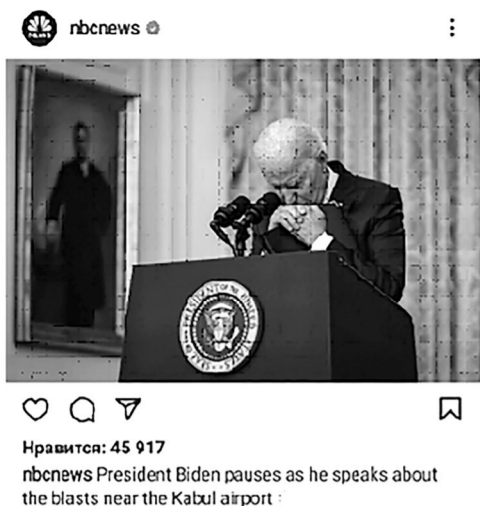 nbcnews
Нравится: 45 917
nbcnews President Biden pauses as he speaks about
the blasts near the Kabul airport